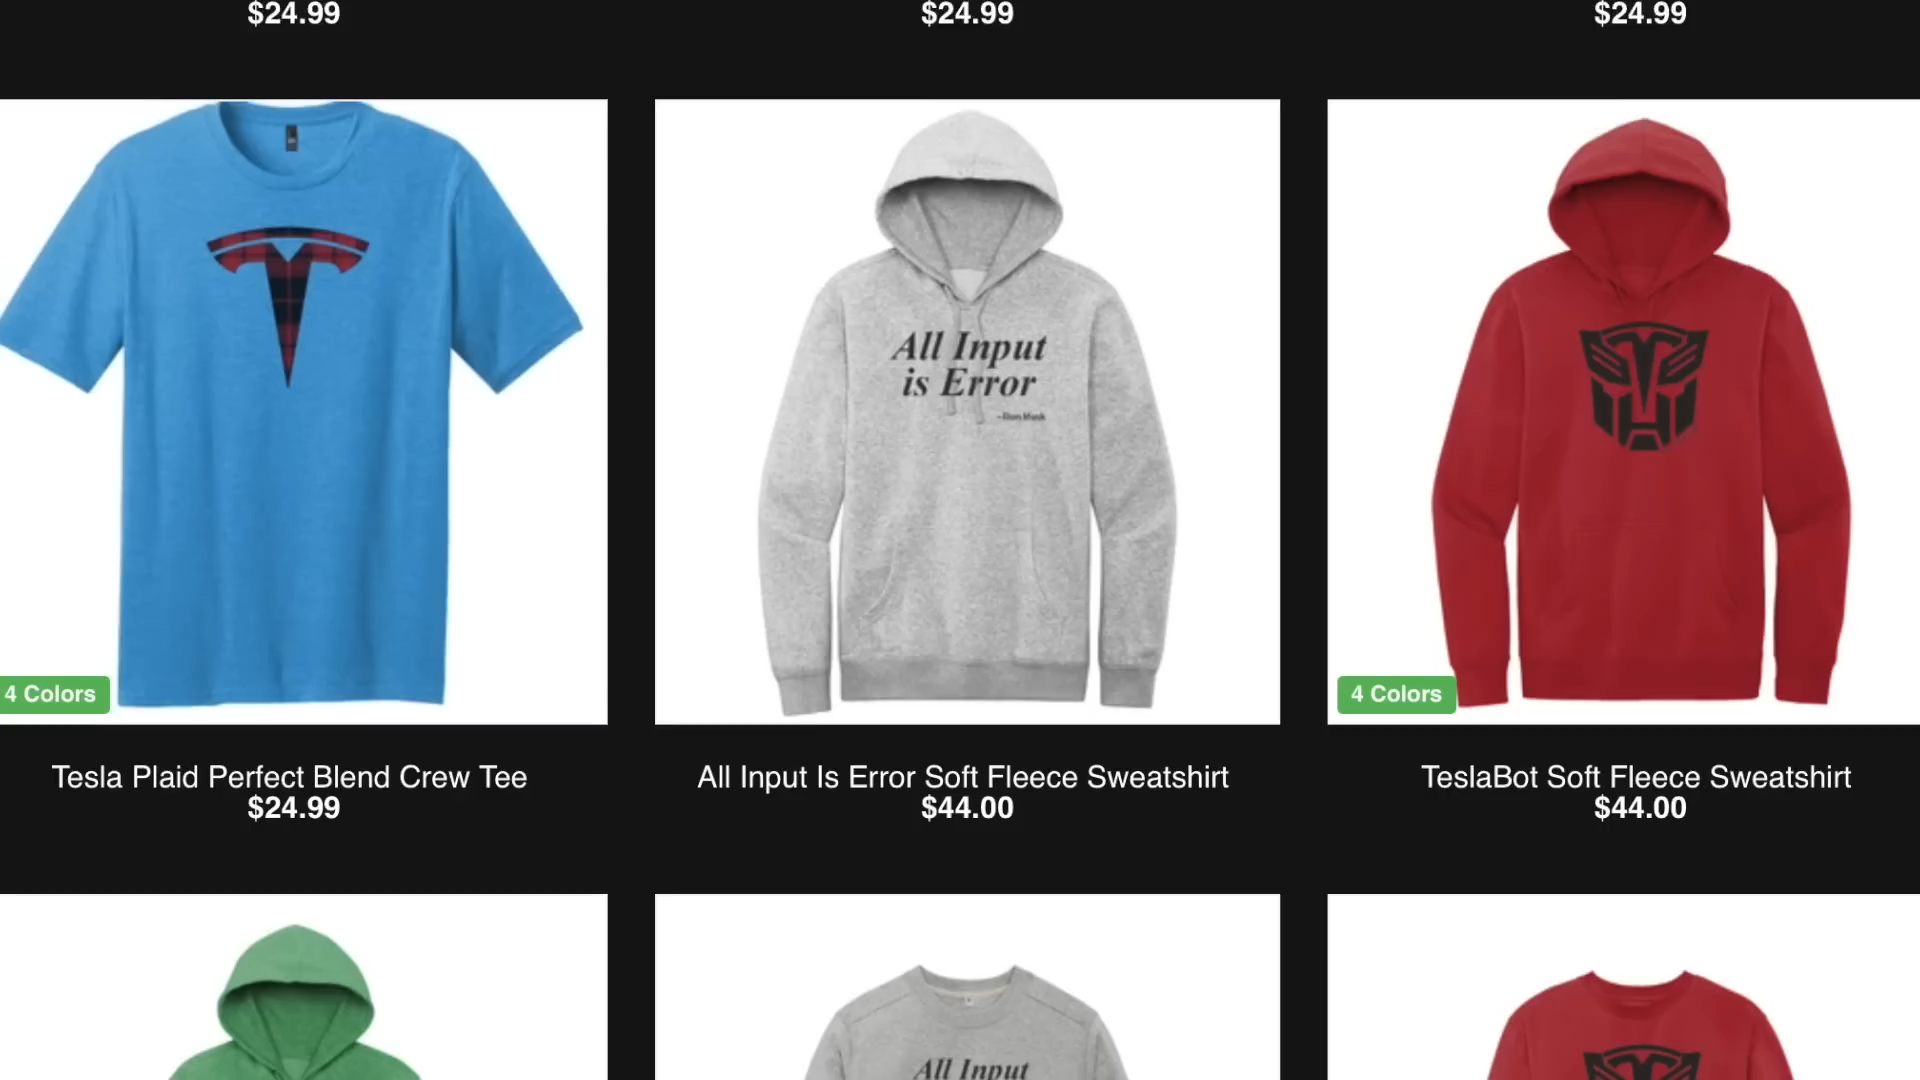 $24.99
$24.99
$24.99
All Input
is Error
–Elon Musk
4 Colors
4 Colors
Tesla Plaid Perfect Blend Crew Tee
$24.99
All Input Is Error Soft Fleece Sweatshirt
$44.00
TeslaBot Soft Fleece Sweatshirt
$44.00
All Input